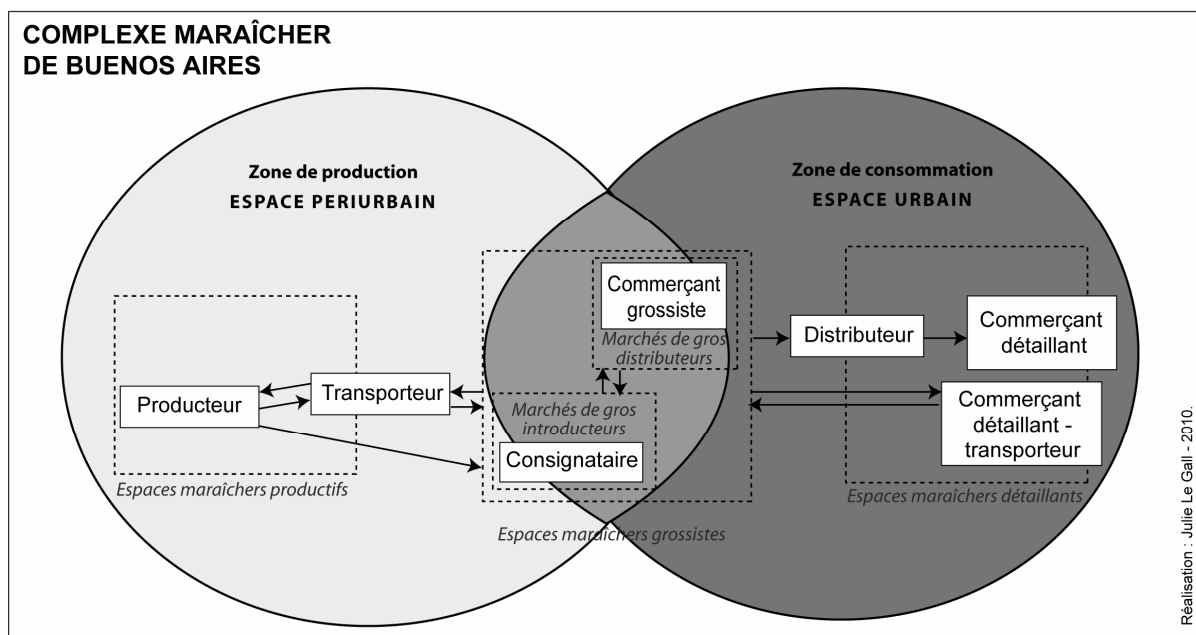 COMPLEXE MARAÎCHER
DE BUENOS AIRES
Zone de production
ESPACE PERIURBAIN
Zone de consommation
ESPACE URBAIN
Commerçant
grossiste
Marchés de gros
distributeurs
Distributeur
Commerçant
détaillant
Producteur
Transporteur
Marchés de gros
introducteurs
Consignataire
Commerçant
détaillant -
transporteur
Espaces maraîchers productifs
Espaces maraîchers grossistes
Espaces maraîchers détaillants
Réalisation : Julie Le Gall - 2010.